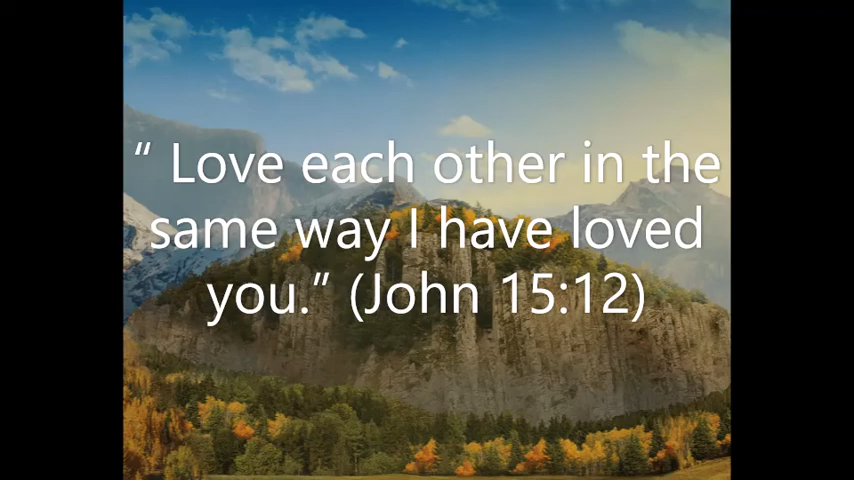 “ Love each other in the
same way I have loved
you.” (John 15:12)